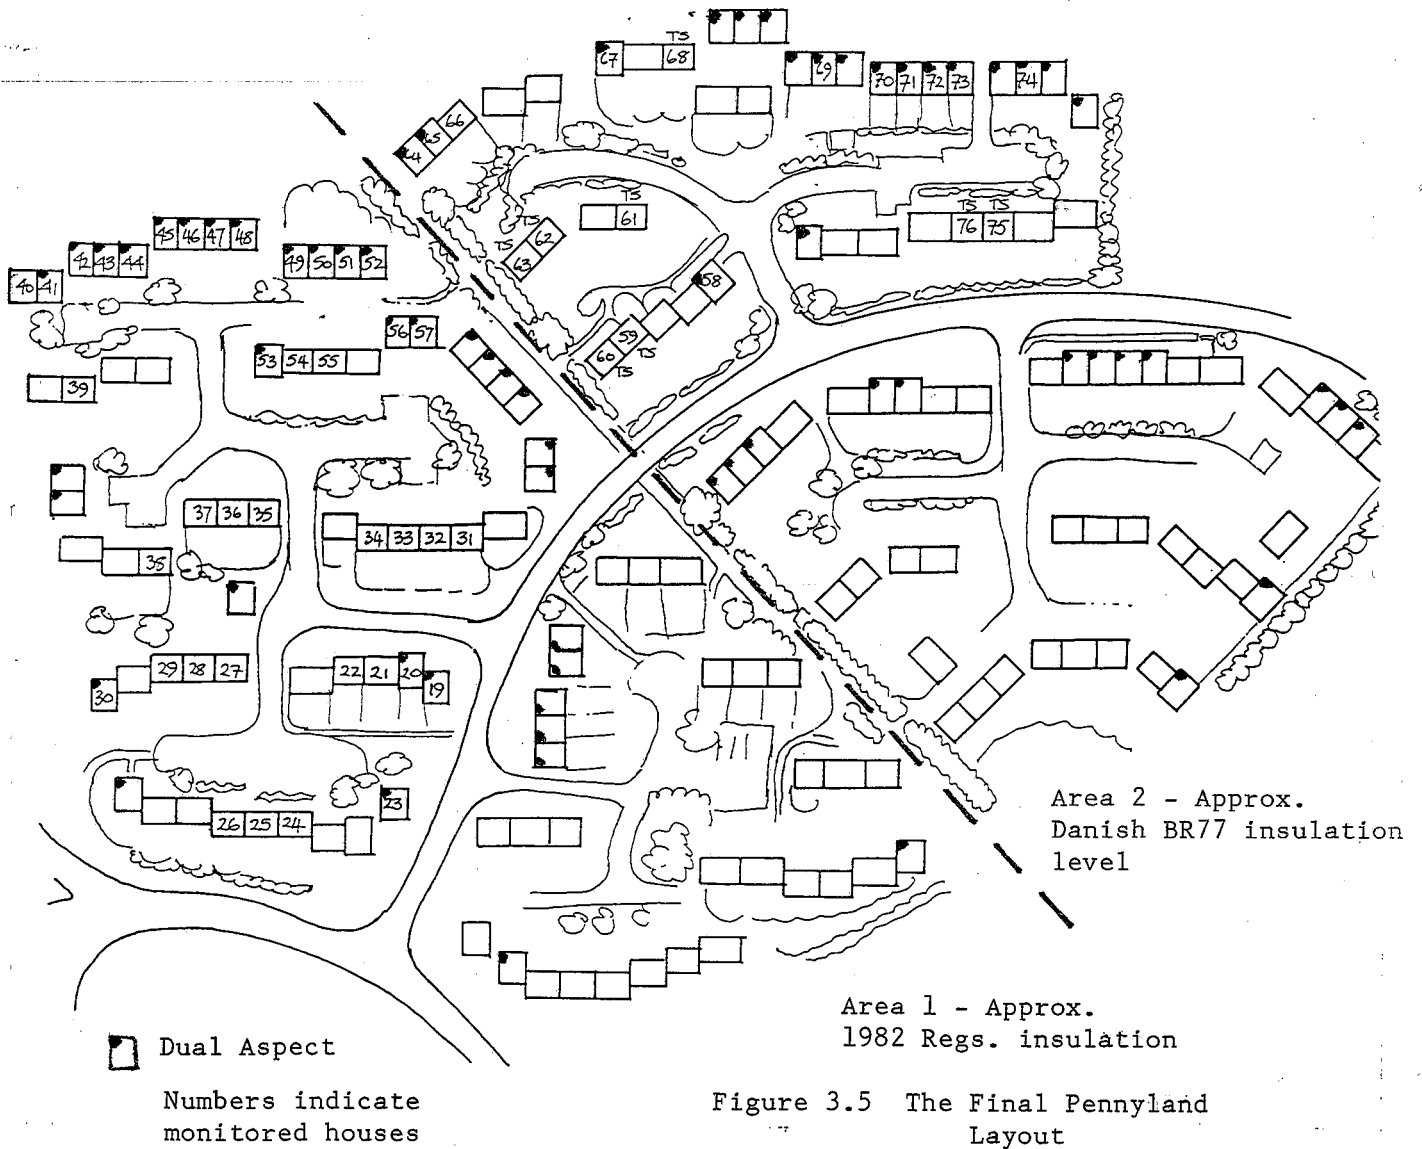 TS
67 68
69
70 71 72 73
74
66
65
64
TS
61
TS
62
TS
63
TS TS
76 75
45 46 47 48
42 43 44
49 50 51 52
40 41
58
59
60
TS
TS
56 57
53 54 55
39
37 36 35
34 33 32 31
38
29 28 27
30
22 21 20 19
23
26 25 24
Area 2 - Approx.
Danish BR77 insulation
level
Area 1 - Approx.
1982 Regs. insulation
Dual Aspect
Numbers indicate
monitored houses
Figure 3.5 The Final Pennyland
Layout